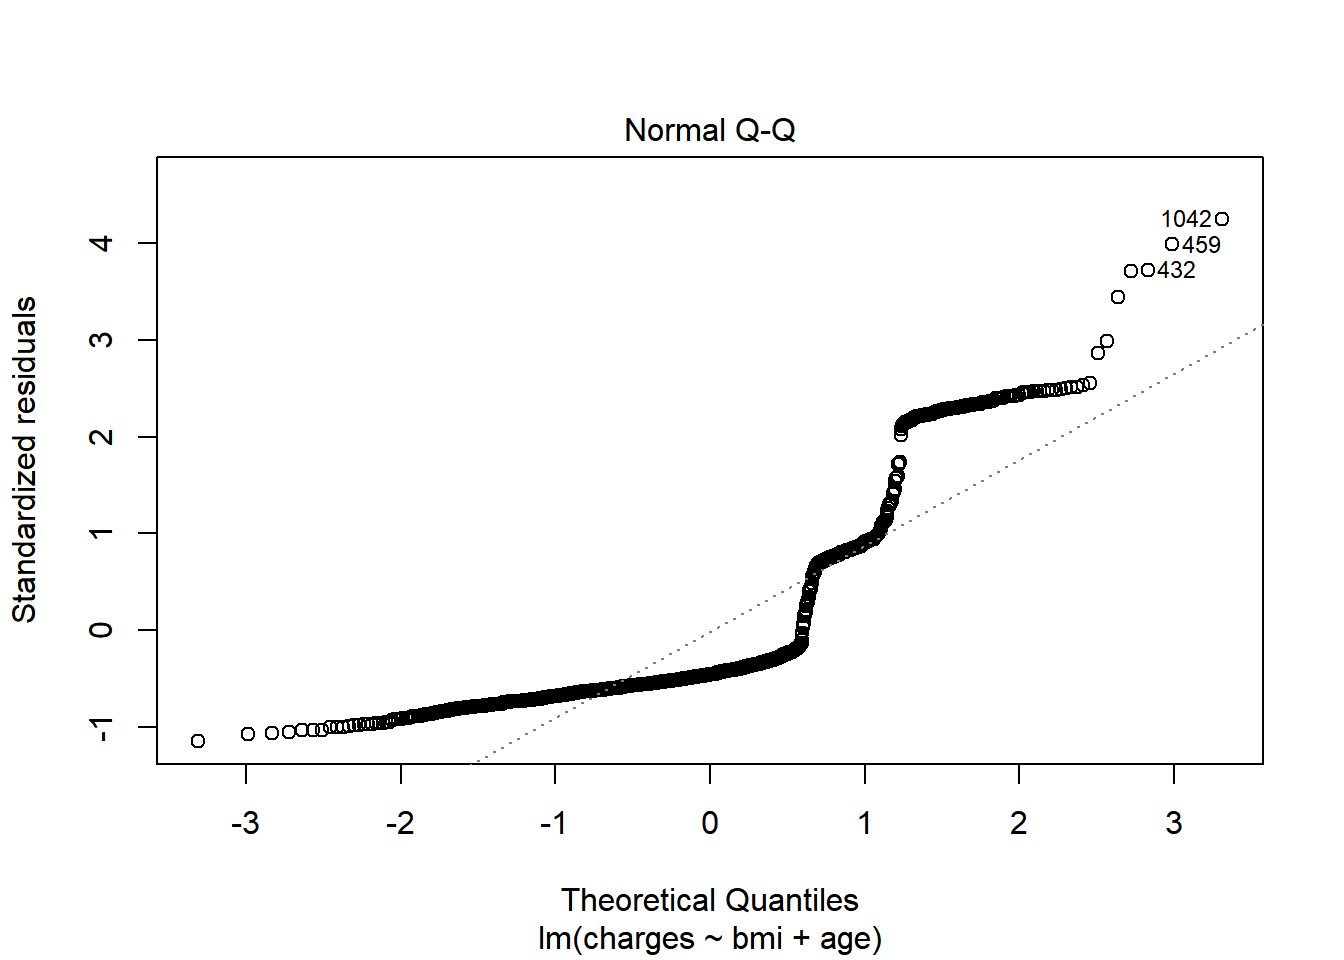 Normal Q-Q
Standardized residuals
4
3
2
1
0
-1
1042
459
432
-3 -2 -1 0 1 2 3
Theoretical Quantiles
lm(charges ~ bmi + age)